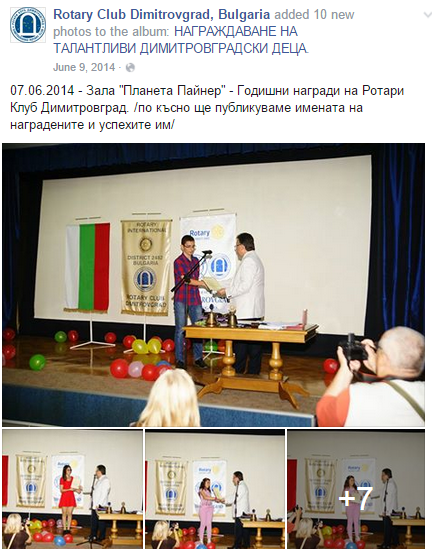 Rotary Club Dimitrovgrad, Bulgaria added 10 new
photos to the album: НАГРАЖДАВАНЕ НА
ТАЛАНТЛИВИ ДИМИТРОВГРАДСКИ ДЕЦА.
June 9, 2014 ·
07.06.2014 - Зала "Планета Пайнер" - Годишни награди на Ротари
Клуб Димитровград. /по късно ще публикуваме имената на
наградените и успехите им/
ROTARY
INTERNATIONAL
DISTRICT 2482
BULGARIA
ROTARY CLUB
DIMITROVGRAD
Rotary
Rotary
Rotary
+7